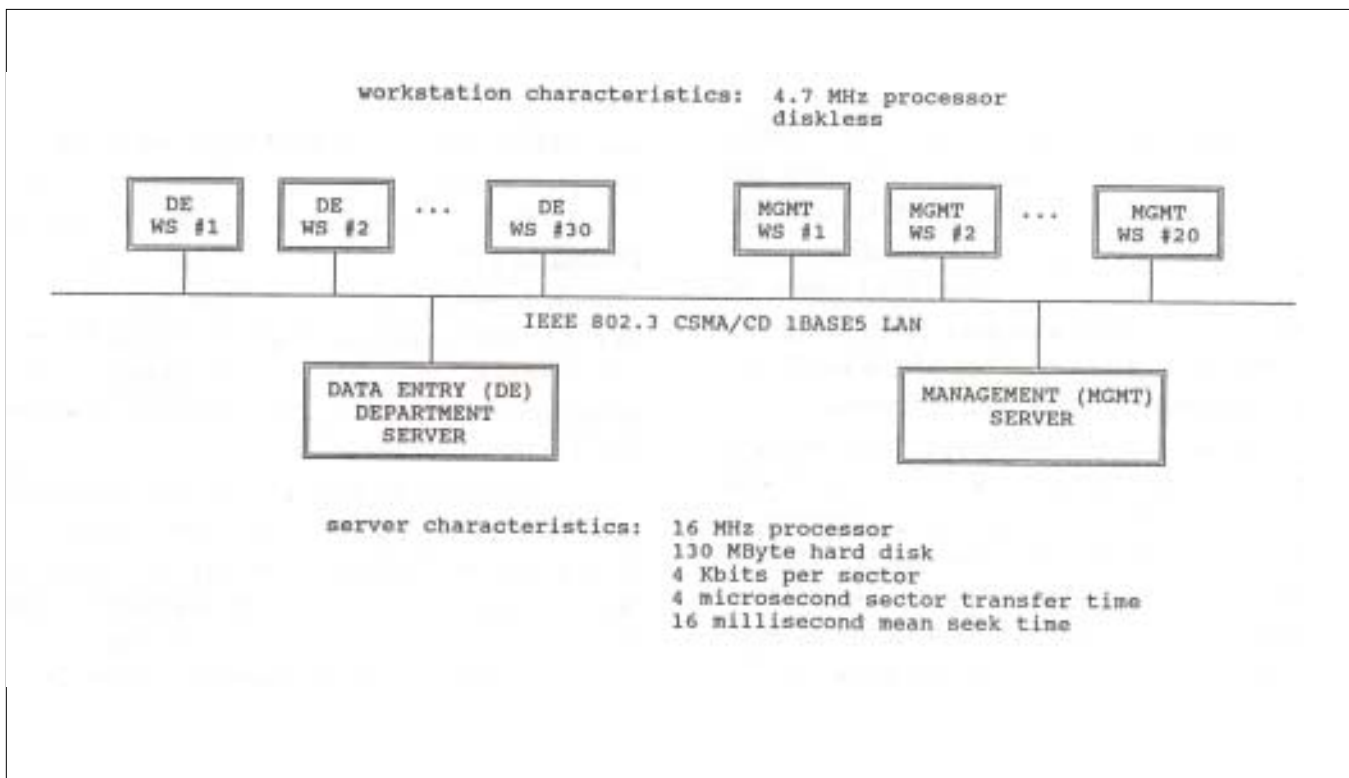 workstation characteristics: 4.7 MHz processor
diskless
DE
WS #1
DE
WS #2
...
DE
WS #30
MGMT
WS #1
MGMT
WS #2
...
MGMT
WS #20
IEEE 802.3 CSMA/CD 1BASE5 LAN
DATA ENTRY (DE)
DEPARTMENT
SERVER
MANAGEMENT (MGMT)
SERVER
server characteristics: 16 MHz processor
130 MByte hard disk
4 Kbits per sector
4 microsecond sector transfer time
16 millisecond mean seek time